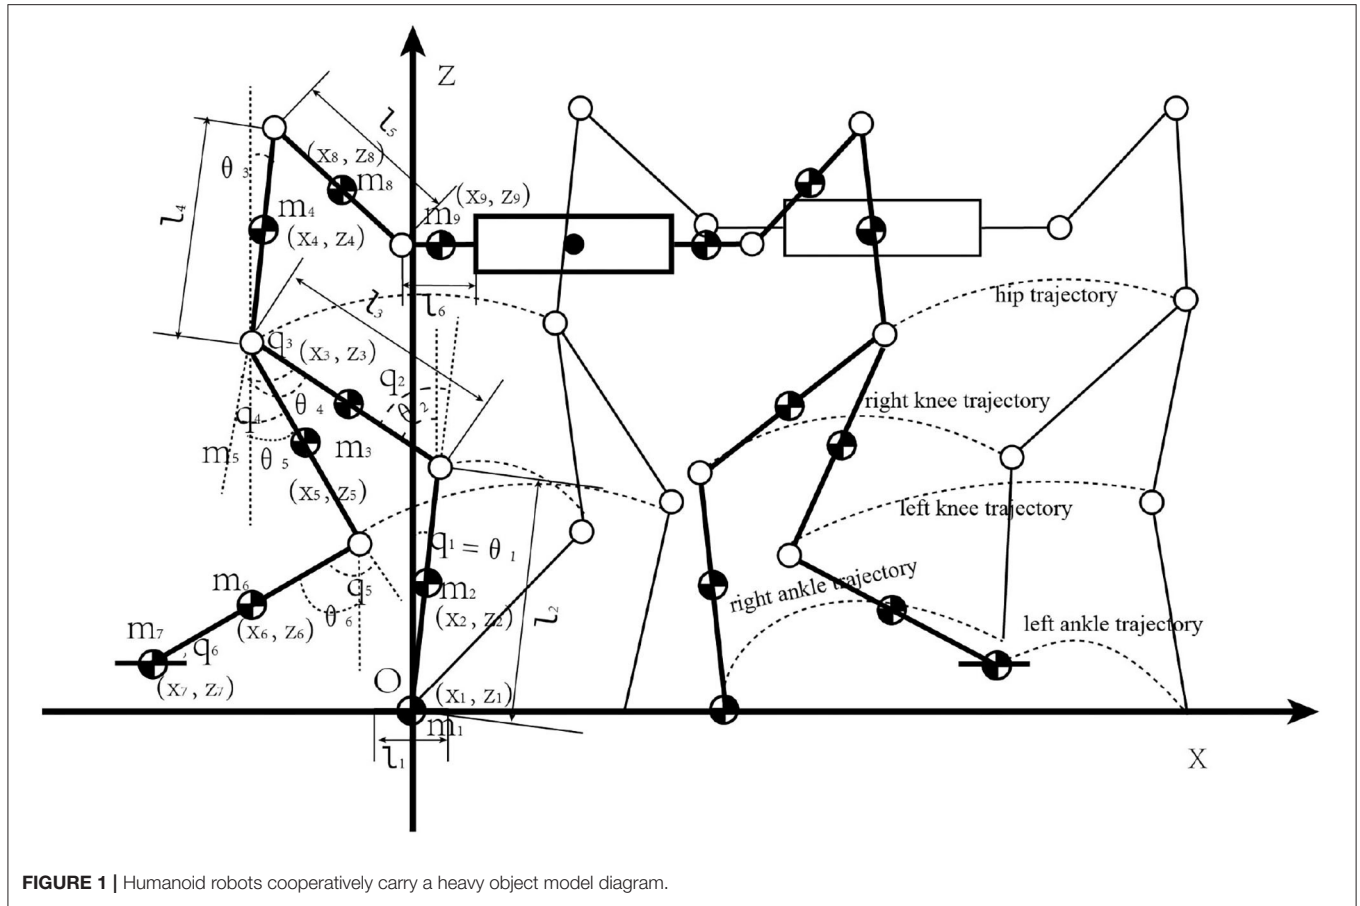 Z
l₅
θ₃
(x₈, z₈)
m₈
(x₉, z₉)
l₄
m₄
m₉
(x₄, z₄)
l₃
l₆
hip trajectory
q₃
(x₃, z₃)
q₂
θ₂
q₄
θ₄
right knee trajectory
m₅
θ₅
m₃
(x₅, z₅)
left knee trajectory
q₁ = θ₁
m₆
q₅
m₂
right ankle trajectory
(x₆, z₆)
θ₆
(x₂, z₂)
l₂
left ankle trajectory
m₇
q₆
(x₇, z₇)
O
(x₁, z₁)
m₁
l₁
X
FIGURE 1 | Humanoid robots cooperatively carry a heavy object model diagram.